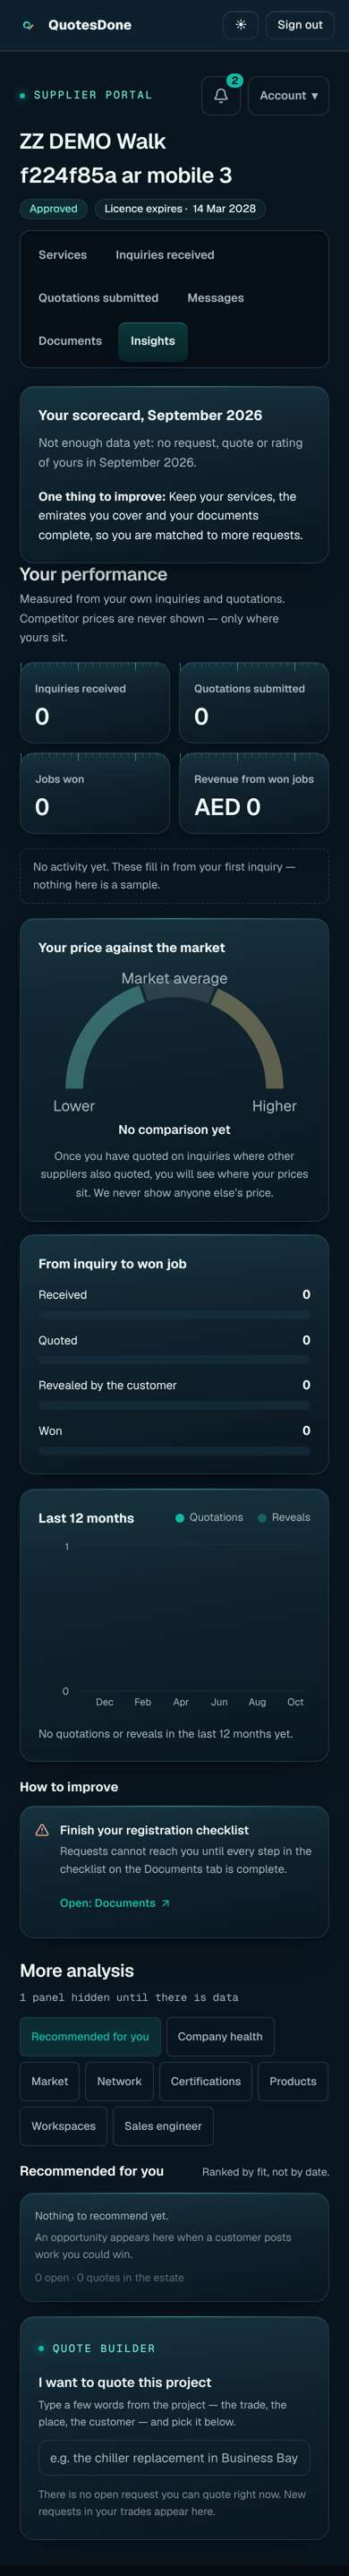 QuotesDone
Sign out
SUPPLIER PORTAL
2
Account ▾
ZZ DEMO Walk
f224f85a ar mobile 3
Approved
Licence expires · 14 Mar 2028
Services
Inquiries received
Quotations submitted
Messages
Documents
Insights
Your scorecard, September 2026
Not enough data yet: no request, quote or rating
of yours in September 2026.
One thing to improve: Keep your services, the
emirates you cover and your documents
complete, so you are matched to more requests.
Your performance
Measured from your own inquiries and quotations.
Competitor prices are never shown — only where
yours sit.
Inquiries received
0
Quotations submitted
0
Jobs won
0
Revenue from won jobs
AED 0
No activity yet. These fill in from your first inquiry —
nothing here is a sample.
Your price against the market
Market average
Lower
Higher
No comparison yet
Once you have quoted on inquiries where other
suppliers also quoted, you will see where your prices
sit. We never show anyone else's price.
From inquiry to won job
Received 0
Quoted 0
Revealed by the customer 0
Won 0
Last 12 months
Quotations
Reveals
1
0
Dec Feb Apr Jun Aug Oct
No quotations or reveals in the last 12 months yet.
How to improve
Finish your registration checklist
Requests cannot reach you until every step in the
checklist on the Documents tab is complete.
Open: Documents ↗
More analysis
1 panel hidden until there is data
Recommended for you
Company health
Market
Network
Certifications
Products
Workspaces
Sales engineer
Recommended for you
Ranked by fit, not by date.
Nothing to recommend yet.
An opportunity appears here when a customer posts
work you could win.
0 open · 0 quotes in the estate
QUOTE BUILDER
I want to quote this project
Type a few words from the project — the trade, the
place, the customer — and pick it below.
e.g. the chiller replacement in Business Bay
There is no open request you can quote right now. New
requests in your trades appear here.